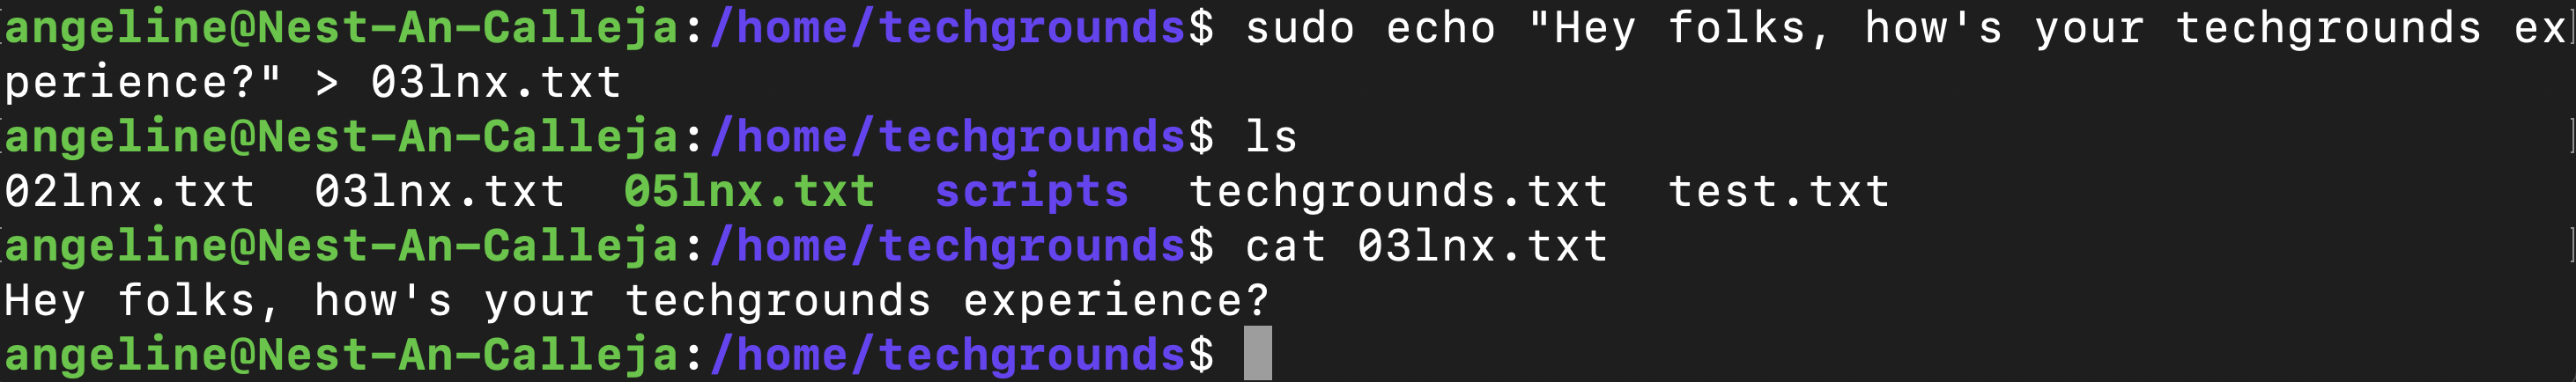 angeline@Nest-An-Calleja:/home/techgrounds$ sudo echo "Hey folks, how's your techgrounds ex
perience?" > 03lnx.txt
angeline@Nest-An-Calleja:/home/techgrounds$ ls
02lnx.txt  03lnx.txt  05lnx.txt  scripts  techgrounds.txt  test.txt
angeline@Nest-An-Calleja:/home/techgrounds$ cat 03lnx.txt
Hey folks, how's your techgrounds experience?
angeline@Nest-An-Calleja:/home/techgrounds$